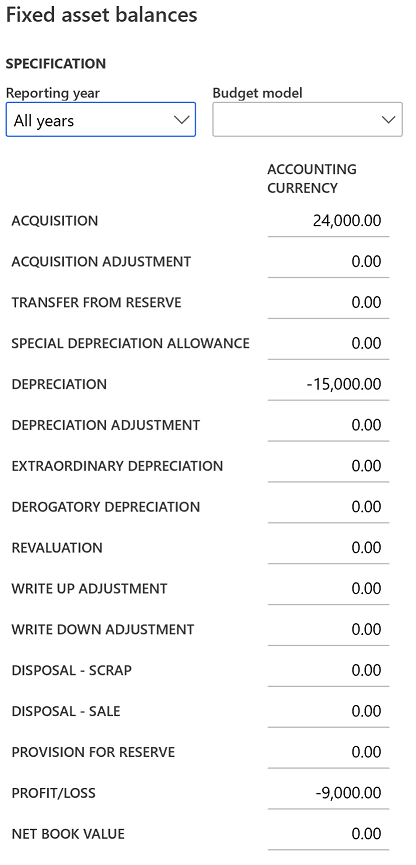 Fixed asset balances
SPECIFICATION
Reporting year Budget model
All years
ACCOUNTING
CURRENCY
ACQUISITION 24,000.00
ACQUISITION ADJUSTMENT 0.00
TRANSFER FROM RESERVE 0.00
SPECIAL DEPRECIATION ALLOWANCE 0.00
DEPRECIATION -15,000.00
DEPRECIATION ADJUSTMENT 0.00
EXTRAORDINARY DEPRECIATION 0.00
DEROGATORY DEPRECIATION 0.00
REVALUATION 0.00
WRITE UP ADJUSTMENT 0.00
WRITE DOWN ADJUSTMENT 0.00
DISPOSAL - SCRAP 0.00
DISPOSAL - SALE 0.00
PROVISION FOR RESERVE 0.00
PROFIT/LOSS -9,000.00
NET BOOK VALUE 0.00